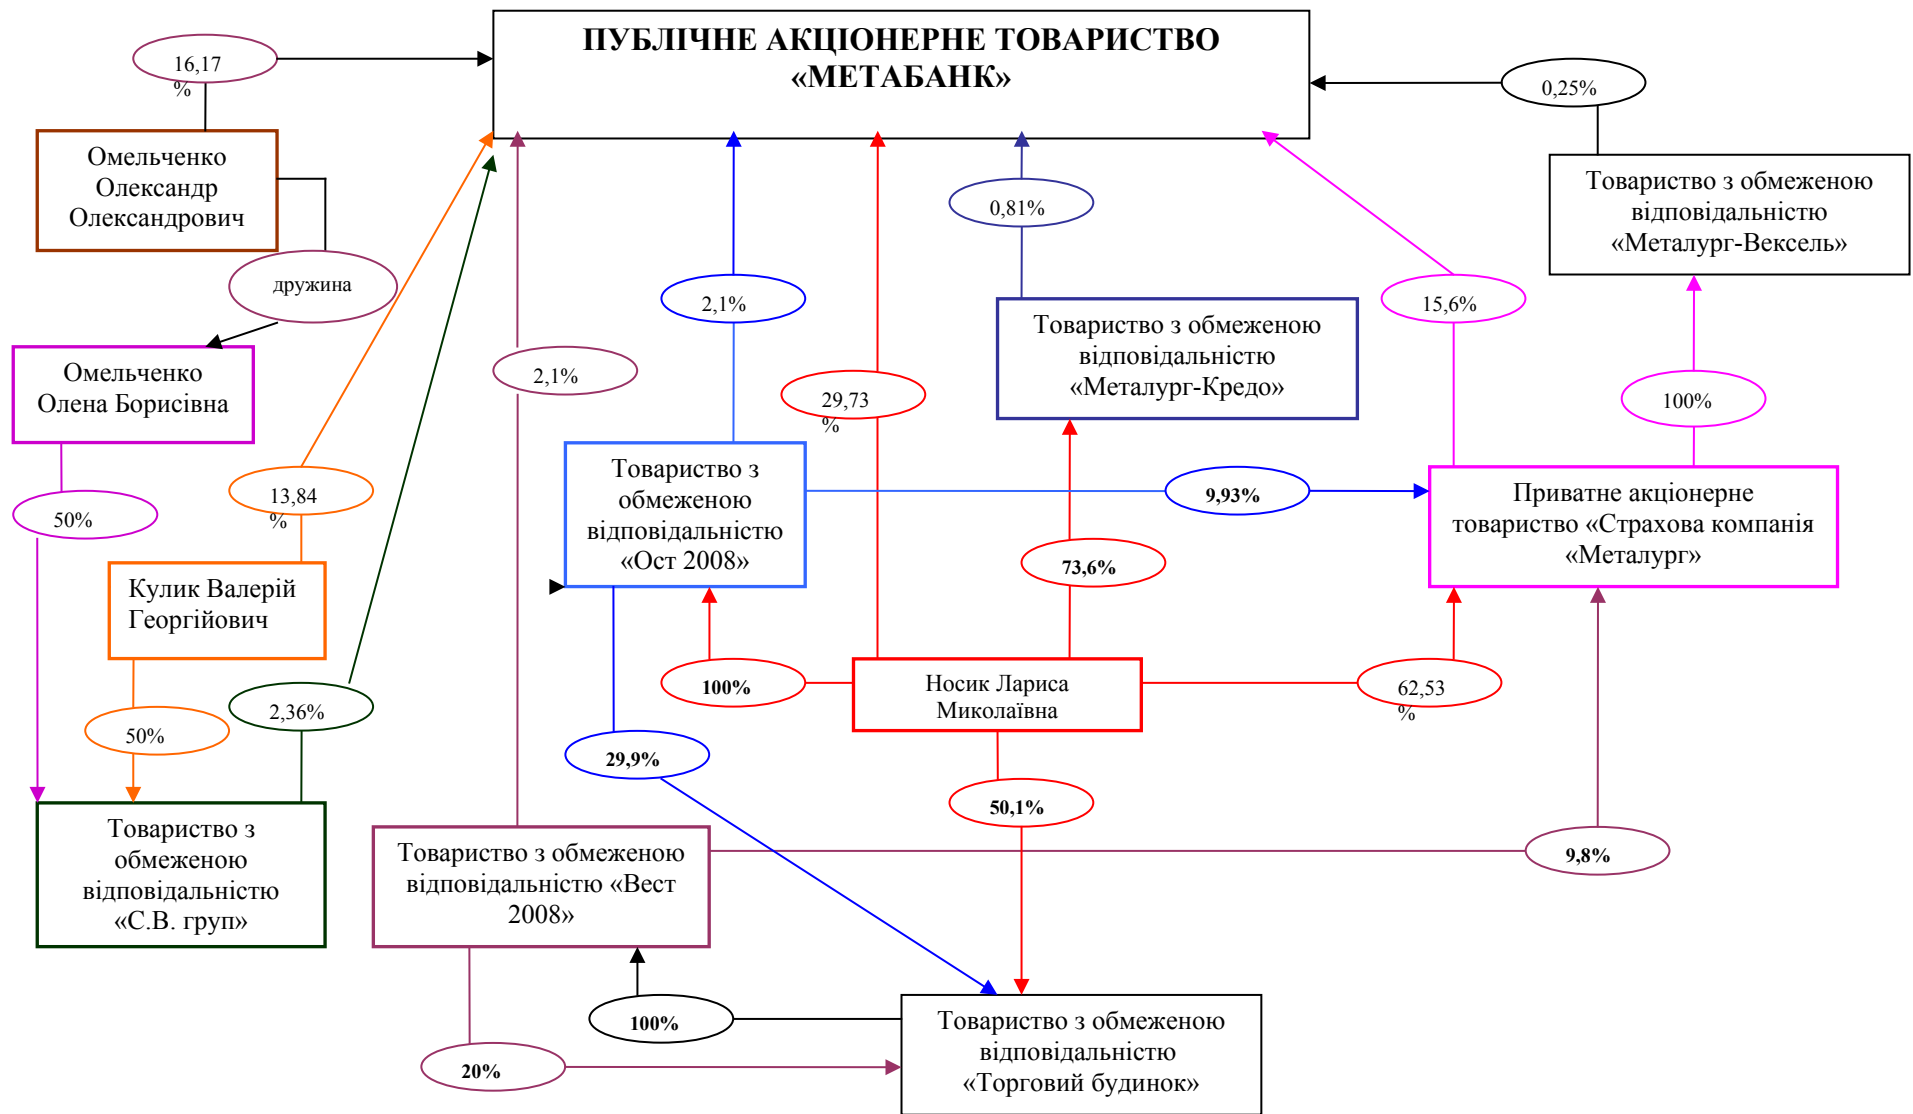 ПУБЛІЧНЕ АКЦІОНЕРНЕ ТОВАРИСТВО
«МЕТАБАНК»
16,17
%
0,25%
Омельченко
Олександр
Олександрович
Товариство з обмеженою
відповідальністю
«Металург-Вексель»
0,81%
дружина
2,1%
15,6%
Товариство з обмеженою
відповідальністю
«Металург-Кредо»
Омельченко
Олена Борисівна
2,1%
29,73
%
100%
Товариство з
обмеженою
відповідальністю
«Ост 2008»
9,93%
Приватне акціонерне
товариство «Страхова компанія
«Металург»
13,84
%
50%
73,6%
Кулик Валерій
Георгійович
100%
Носик Лариса
Миколаївна
62,53
%
2,36%
50%
29,9%
50,1%
Товариство з
обмеженою
відповідальністю
«С.В. груп»
Товариство з обмеженою
відповідальністю «Вест
2008»
9,8%
100%
Товариство з обмеженою
відповідальністю
«Торговий будинок»
20%